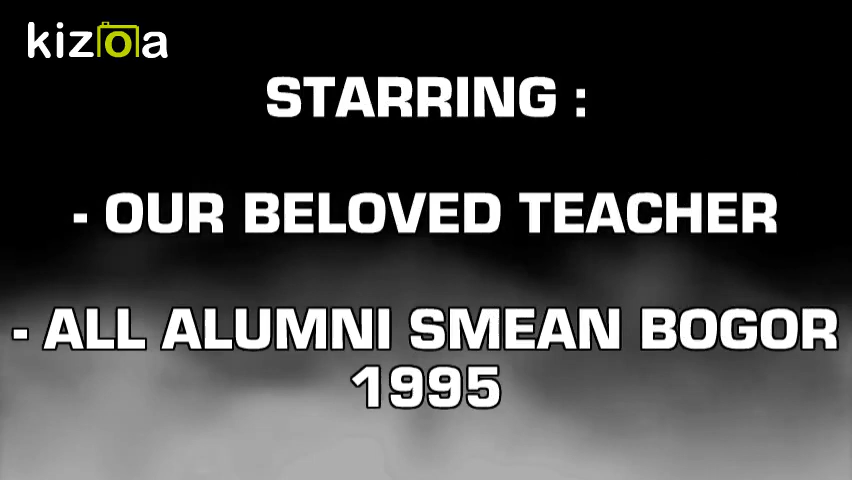 kizoa
STARRING :
- OUR BELOVED TEACHER
- ALL ALUMNI SMEAN BOGOR
1995